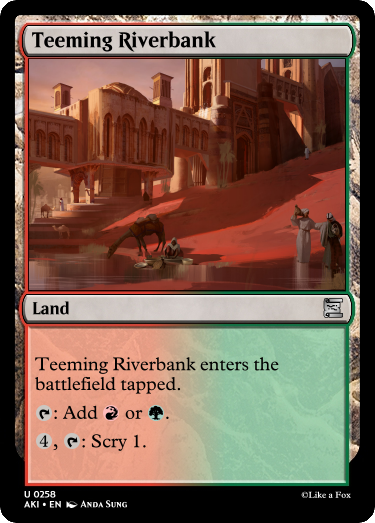 Teeming Riverbank
Land
Teeming Riverbank enters the
battlefield tapped.
: Add or .
4, : Scry 1.
U 0258
AKI • EN Anda Sung
©Like a Fox